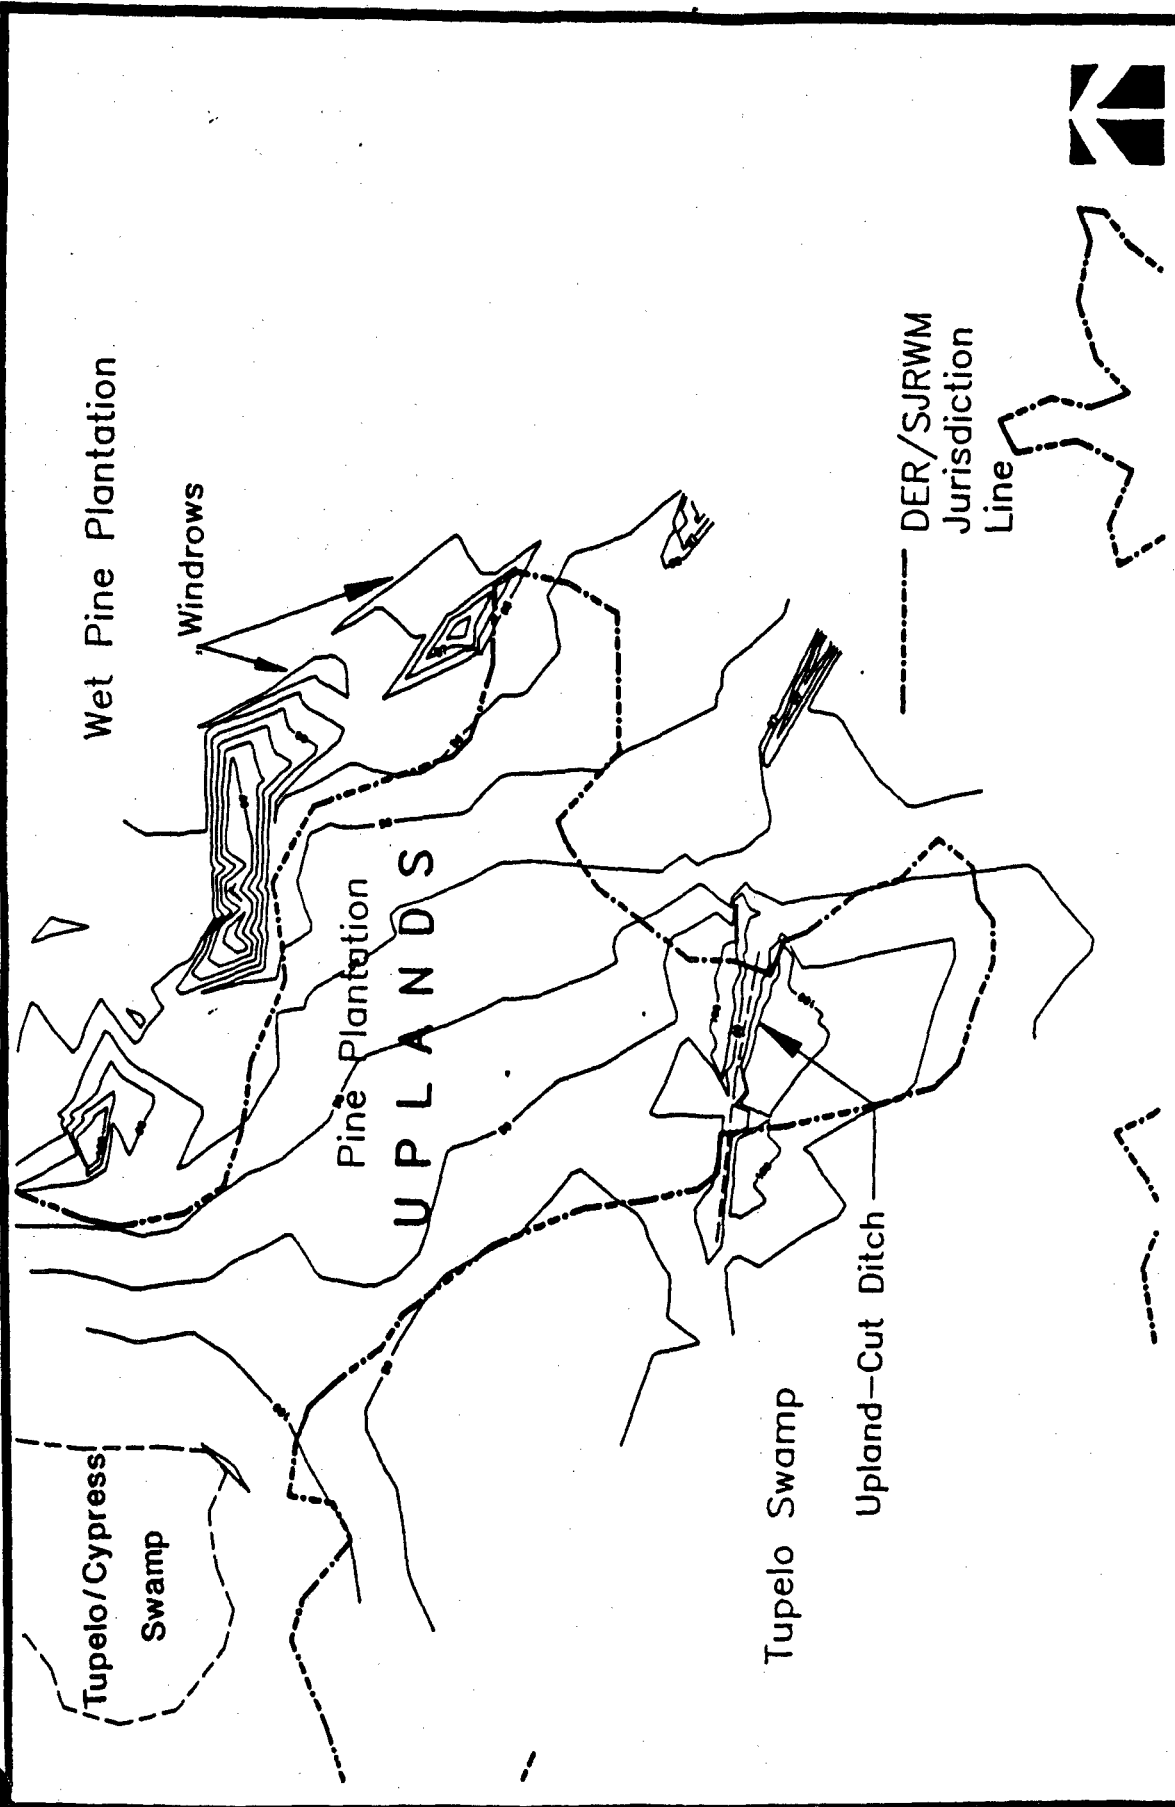 Wet Pine Plantation
Windrows
Tupelo/Cypress
Swamp
Pine Plantation
UPLANDS
DER/SJRWM
Jurisdiction
Line
Tupelo Swamp
Upland-Cut Ditch